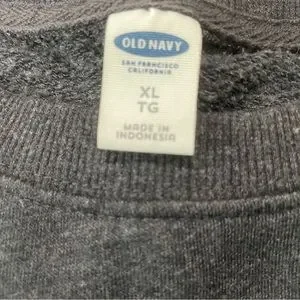 OLD NAVY
SAN FRANCISCO
CALIFORNIA
XL
TG
MADE IN
INDONESIA